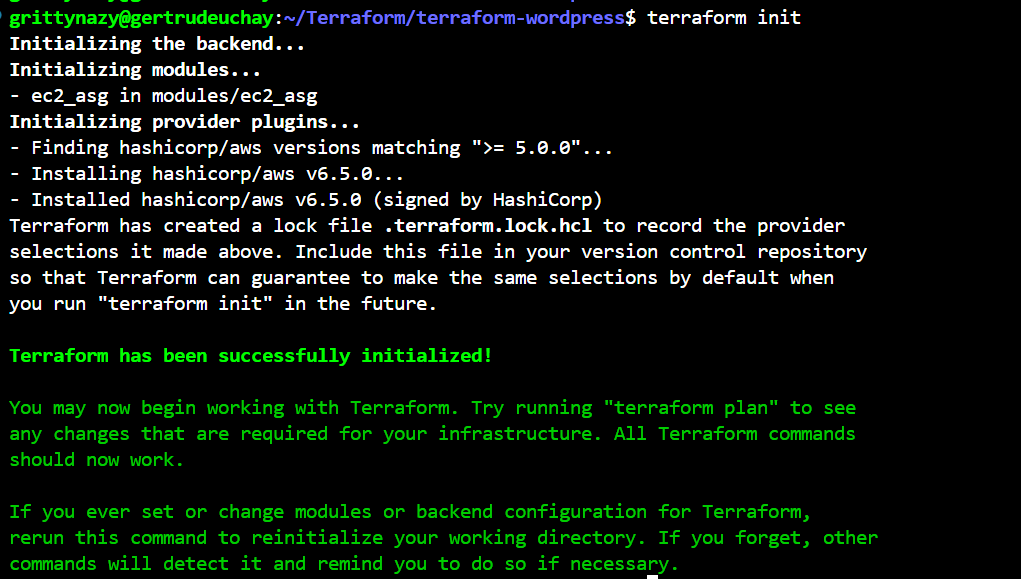 grittynazy@gertrudeuchay:~/Terraform/terraform-wordpress$ terraform init
Initializing the backend...
Initializing modules...
- ec2_asg in modules/ec2_asg
Initializing provider plugins...
- Finding hashicorp/aws versions matching ">= 5.0.0"...
- Installing hashicorp/aws v6.5.0...
- Installed hashicorp/aws v6.5.0 (signed by HashiCorp)
Terraform has created a lock file .terraform.lock.hcl to record the provider
selections it made above. Include this file in your version control repository
so that Terraform can guarantee to make the same selections by default when
you run "terraform init" in the future.
Terraform has been successfully initialized!
You may now begin working with Terraform. Try running "terraform plan" to see
any changes that are required for your infrastructure. All Terraform commands
should now work.
If you ever set or change modules or backend configuration for Terraform,
rerun this command to reinitialize your working directory. If you forget, other
commands will detect it and remind you to do so if necessary.